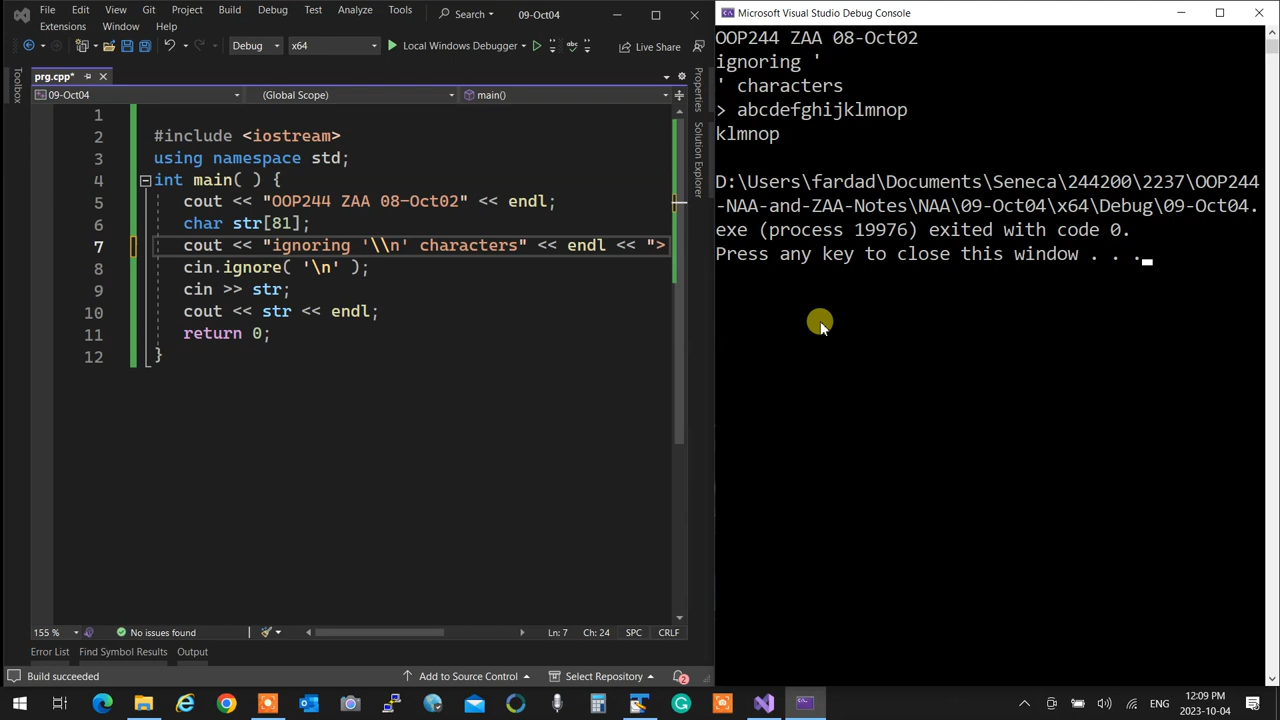 File Edit View Git Project Build Debug Test Analyze Tools Search 09-Oct04
Extensions Window Help
Debug x64 Local Windows Debugger Live Share
prg.cpp*
09-Oct04 (Global Scope) main()
Toolbox
Properties
Solution Explorer
1
2 #include <iostream>
3 using namespace std;
4 int main( ) {
5 cout << "OOP244 ZAA 08-Oct02" << endl;
6 char str[81];
7 cout << "ignoring '\\n' characters" << endl << ">
8 cin.ignore( '\n' );
9 cin >> str;
10 cout << str << endl;
11 return 0;
12 }
155 % No issues found Ln: 7 Ch: 24 SPC CRLF
Error List Find Symbol Results Output
Build succeeded Add to Source Control Select Repository 2
Microsoft Visual Studio Debug Console
OOP244 ZAA 08-Oct02
ignoring '
' characters
> abcdefghijklmnop
klmnop
D:\Users\fardad\Documents\Seneca\244200\2237\OOP244
-NAA-and-ZAA-Notes\NAA\09-Oct04\x64\Debug\09-Oct04.
exe (process 19976) exited with code 0.
Press any key to close this window . . .
ENG
12:09 PM
2023-10-04